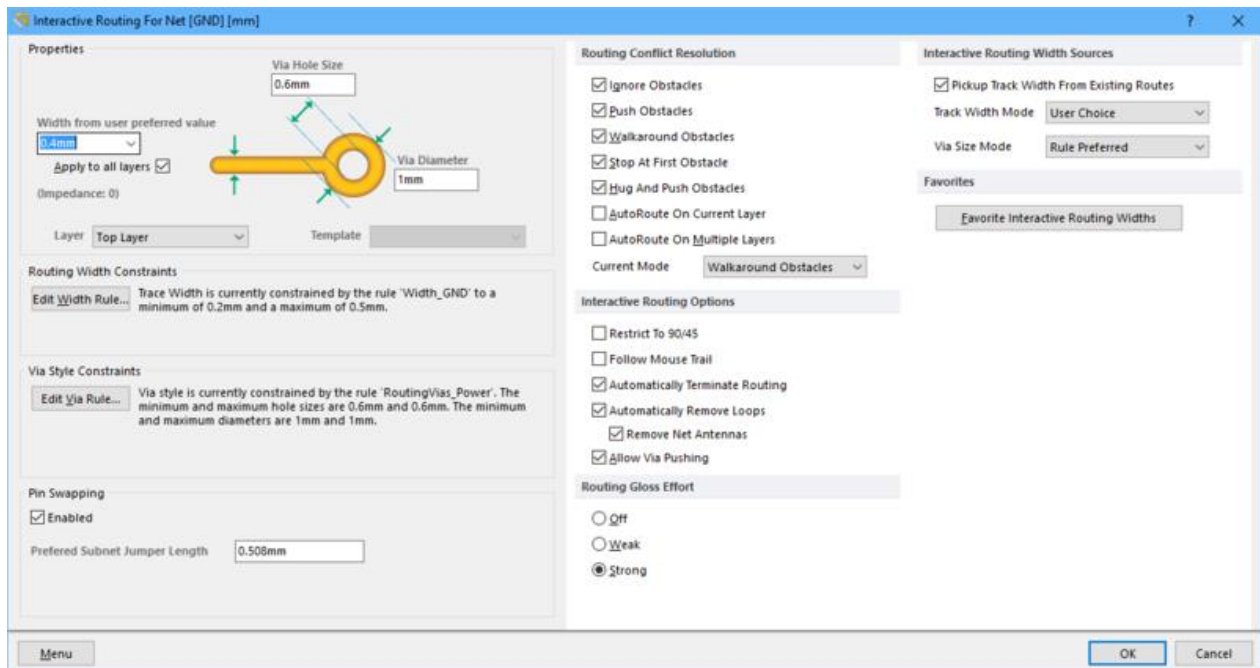 Interactive Routing For Net [GND] [mm]
?
Properties
Via Hole Size
0.6mm
Width from user preferred value
0.4mm
Apply to all layers
(Impedance: 0)
Via Diameter
1mm
Layer Top Layer
Template
Routing Width Constraints
Edit Width Rule...
Trace Width is currently constrained by the rule 'Width_GND' to a
minimum of 0.2mm and a maximum of 0.5mm.
Via Style Constraints
Edit Via Rule...
Via style is currently constrained by the rule 'RoutingVias_Power'. The
minimum and maximum hole sizes are 0.6mm and 0.6mm. The minimum
and maximum diameters are 1mm and 1mm.
Pin Swapping
Enabled
Prefered Subnet Jumper Length 0.508mm
Routing Conflict Resolution
Ignore Obstacles
Push Obstacles
Walkaround Obstacles
Stop At First Obstacle
Hug And Push Obstacles
AutoRoute On Current Layer
AutoRoute On Multiple Layers
Current Mode Walkaround Obstacles
Interactive Routing Options
Restrict To 90/45
Follow Mouse Trail
Automatically Terminate Routing
Automatically Remove Loops
Remove Net Antennas
Allow Via Pushing
Routing Gloss Effort
Off
Weak
Strong
Interactive Routing Width Sources
Pickup Track Width From Existing Routes
Track Width Mode User Choice
Via Size Mode Rule Preferred
Favorites
Favorite Interactive Routing Widths
Menu
OK
Cancel